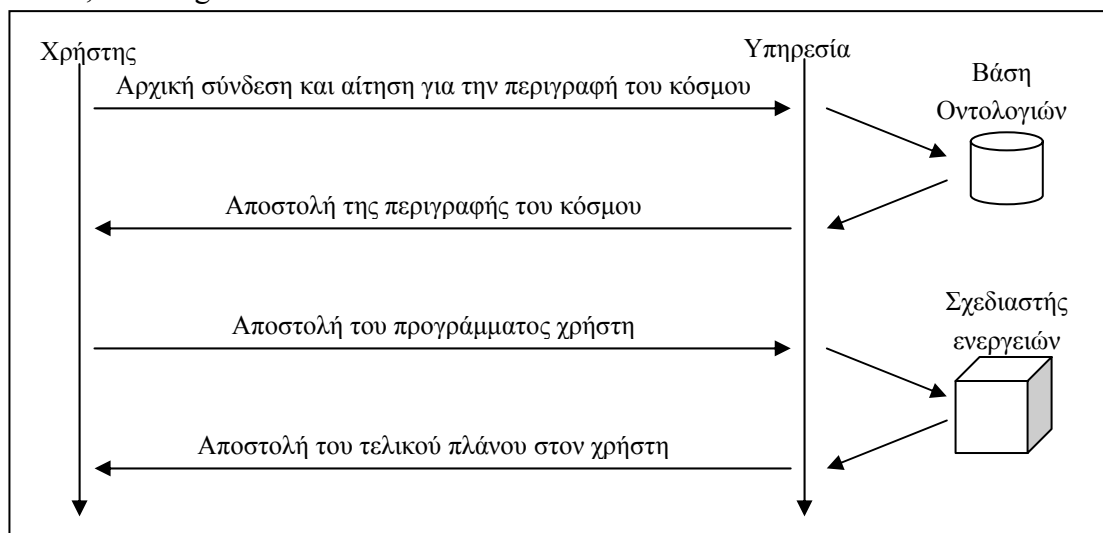 Χρήστης
Υπηρεσία
Αρχική σύνδεση και αίτηση για την περιγραφή του κόσμου
Βάση
Οντολογιών
Αποστολή της περιγραφής του κόσμου
Αποστολή του προγράμματος χρήστη
Σχεδιαστής
ενεργειών
Αποστολή του τελικού πλάνου στον χρήστη